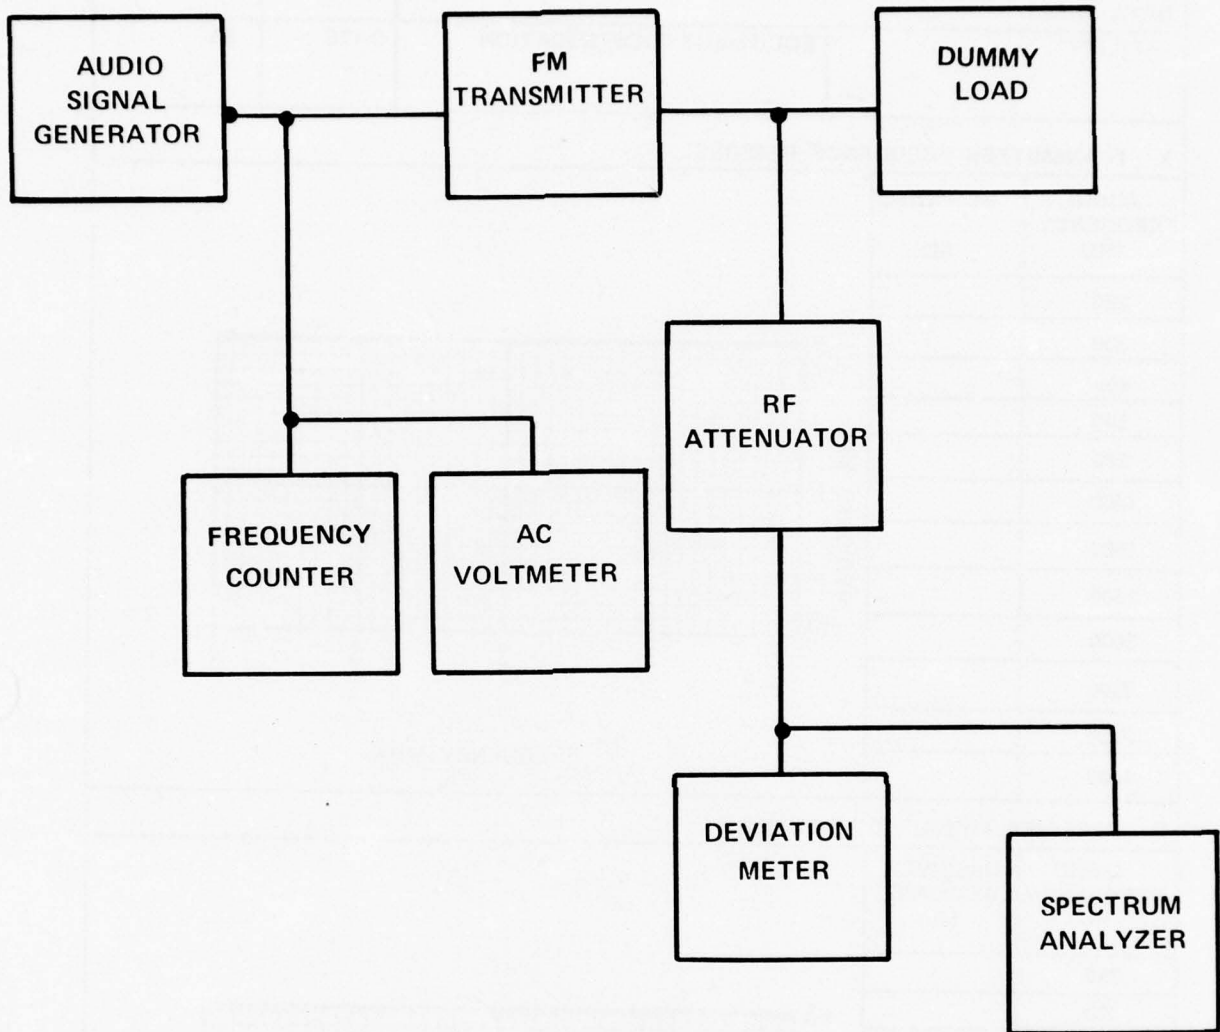 AUDIO
SIGNAL
GENERATOR
FM
TRANSMITTER
DUMMY
LOAD
RF
ATTENUATOR
FREQUENCY
COUNTER
AC
VOLTMETER
DEVIATION
METER
SPECTRUM
ANALYZER